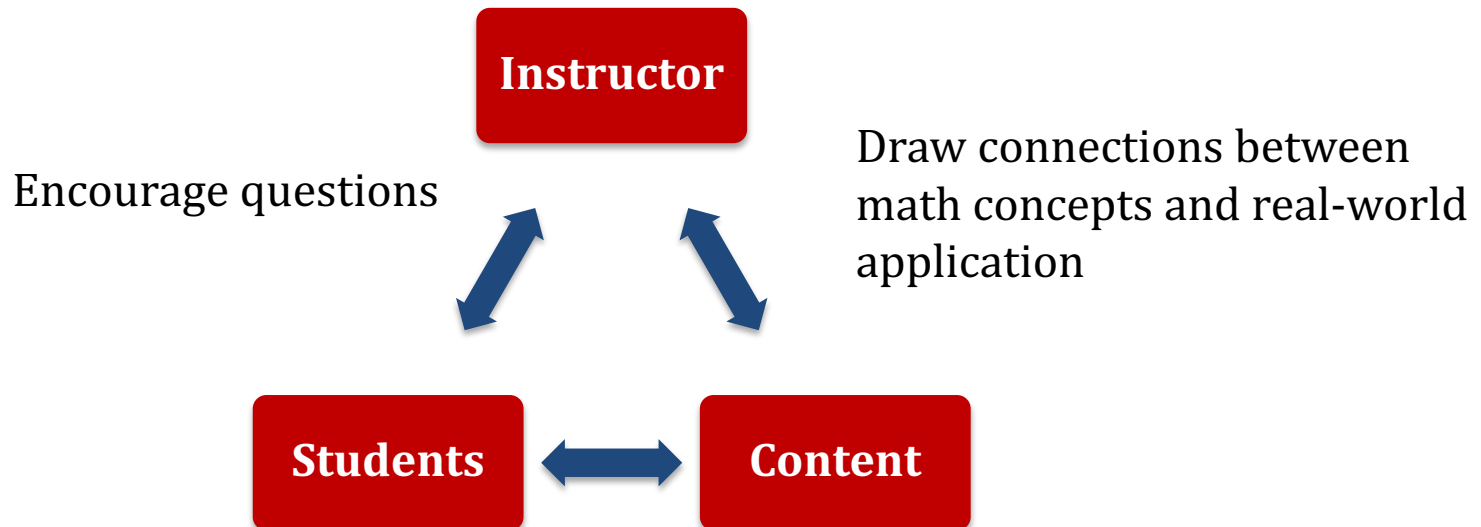 Instructor
Encourage questions
Draw connections between
math concepts and real-world
application
Students
Content